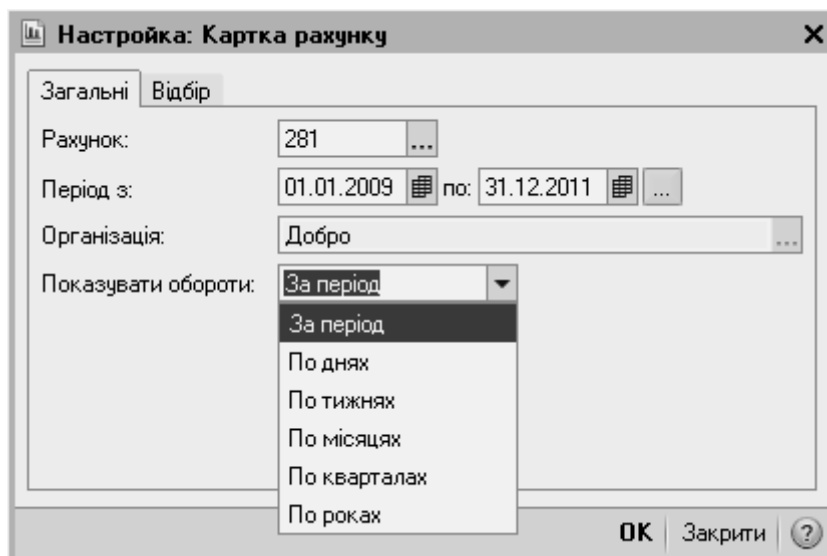 Настройка: Картка рахунку
Загальні Відбір
Рахунок: 281 ...
Період з: 01.01.2009 по: 31.12.2011 ...
Організація: Добро ...
Показувати обороти: За період
За період
По днях
По тижнях
По місяцях
По кварталах
По роках
OK Закрити ?